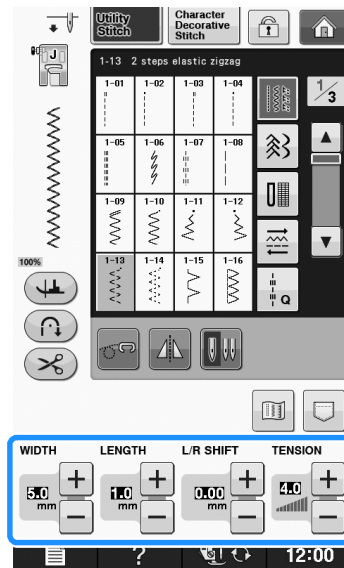 Utility Stitch
Character Decorative Stitch
J
1-13 2 steps elastic zigzag
1/3
1-01 1-02 1-03 1-04
1-05 1-06 1-07 1-08
1-09 1-10 1-11 1-12
1-13 1-14 1-15 1-16
Q
100%
WIDTH LENGTH L/R SHIFT TENSION
5.0 mm + − 1.0 mm + − 0.00 mm + − 4.0 + −
? 12:00